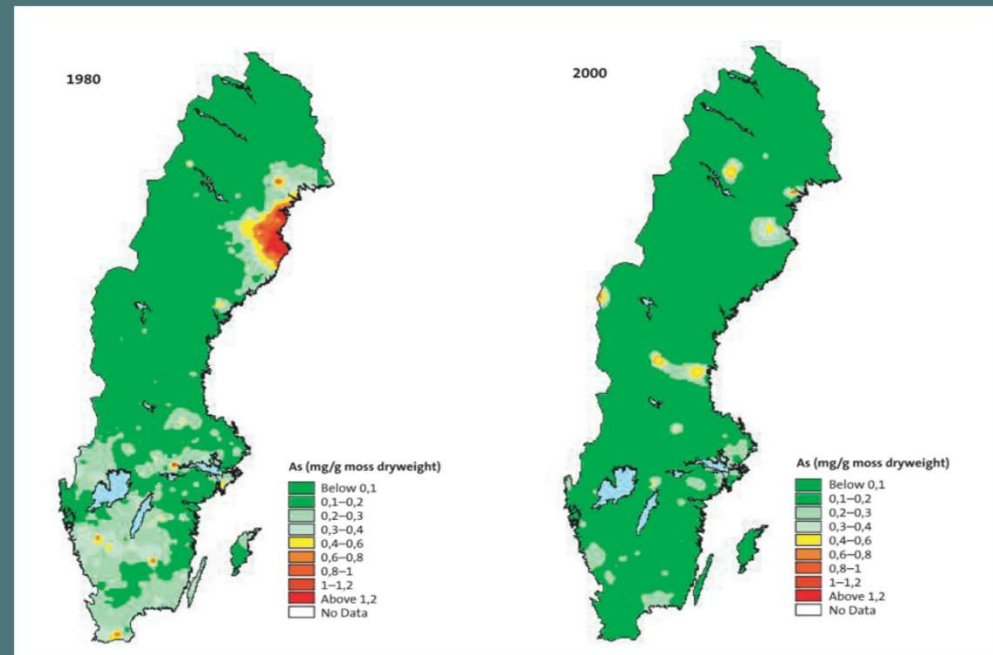 1980
As (mg/g moss dryweight)
Below 0,1
0,1–0,2
0,2–0,3
0,3–0,4
0,4–0,6
0,6–0,8
0,8–1
1–1,2
Above 1,2
No Data
2000
As (mg/g moss dryweight)
Below 0,1
0,1–0,2
0,2–0,3
0,3–0,4
0,4–0,6
0,6–0,8
0,8–1
1–1,2
Above 1,2
No Data